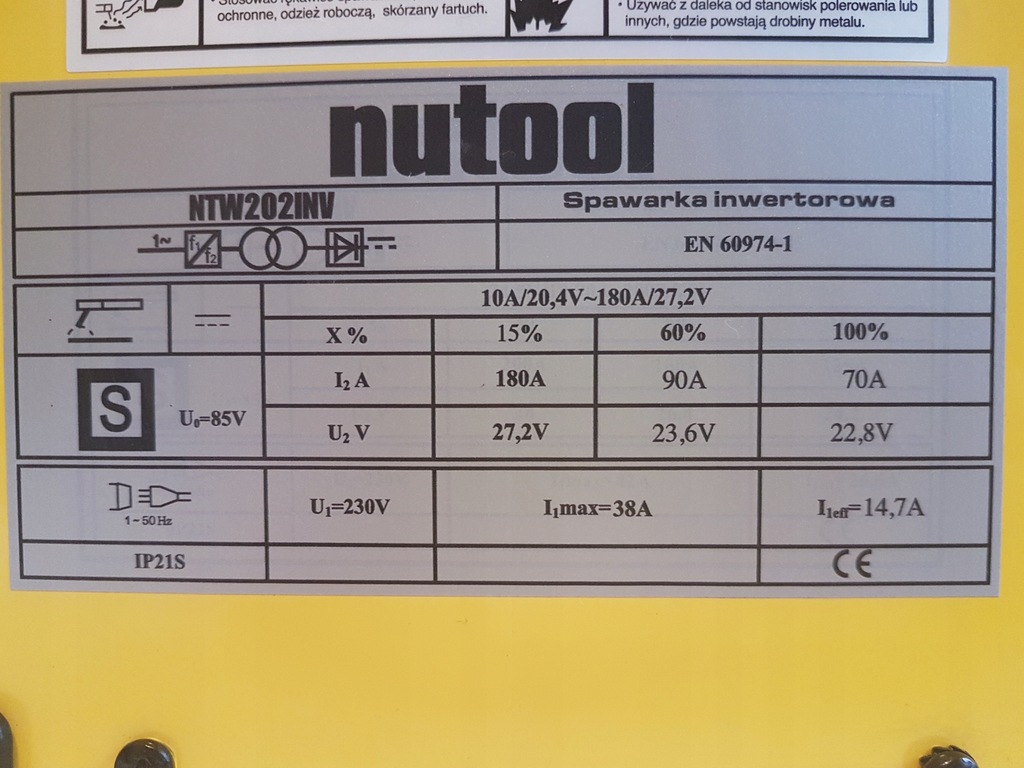 ochronne, odzież roboczą, skórzany fartuch.
• Używać z daleka od stanowisk polerowania lub
innych, gdzie powstają drobiny metalu.
nutool
NTW202INV
Spawarka inwertorowa
1~ f1 f2
EN 60974-1
10A/20,4V~180A/27,2V
X % 15% 60% 100%
I₂ A 180A 90A 70A
S U₀=85V
U₂ V 27,2V 23,6V 22,8V
1~50Hz
U₁=230V I₁max=38A I₁eff=14,7A
IP21S CE